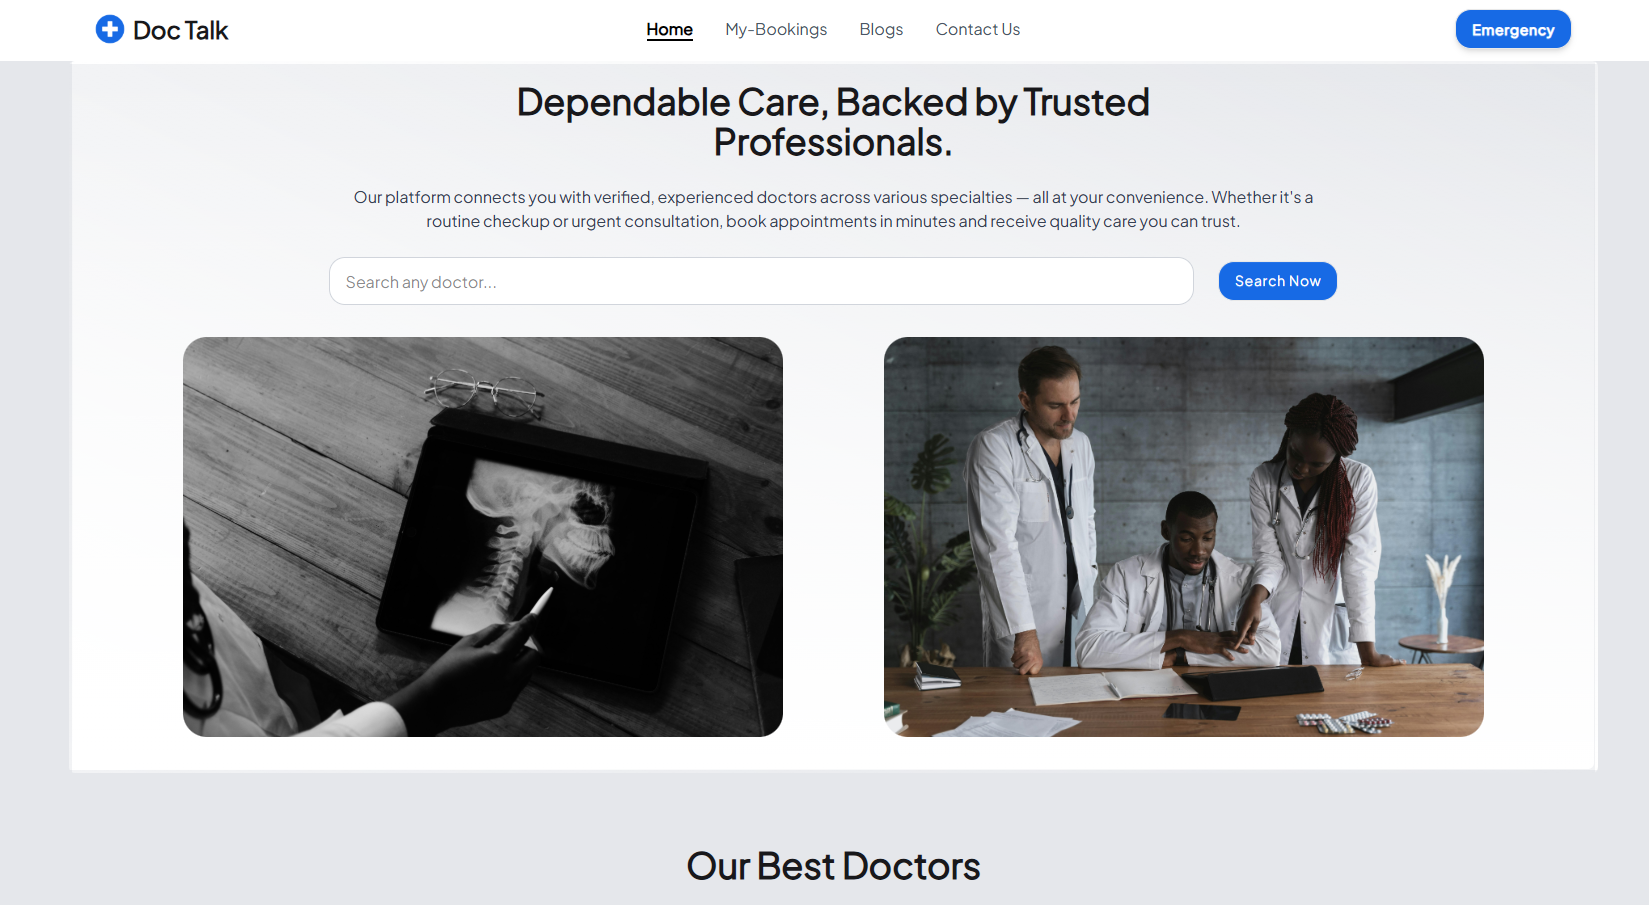 Doc Talk
Home
My-Bookings
Blogs
Contact Us
Emergency
Dependable Care, Backed by Trusted
Professionals.
Our platform connects you with verified, experienced doctors across various specialties — all at your convenience. Whether it's a
routine checkup or urgent consultation, book appointments in minutes and receive quality care you can trust.
Search any doctor...
Search Now
Our Best Doctors